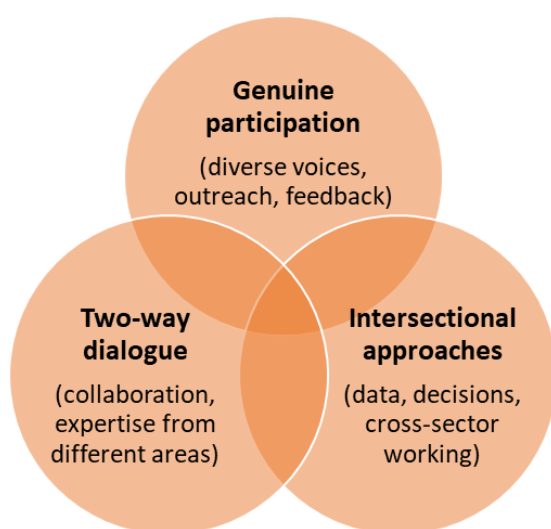 Genuine
participation
(diverse voices,
outreach, feedback)
Two-way
dialogue
(collaboration,
expertise from
different areas)
Intersectional
approaches
(data, decisions,
cross-sector
working)